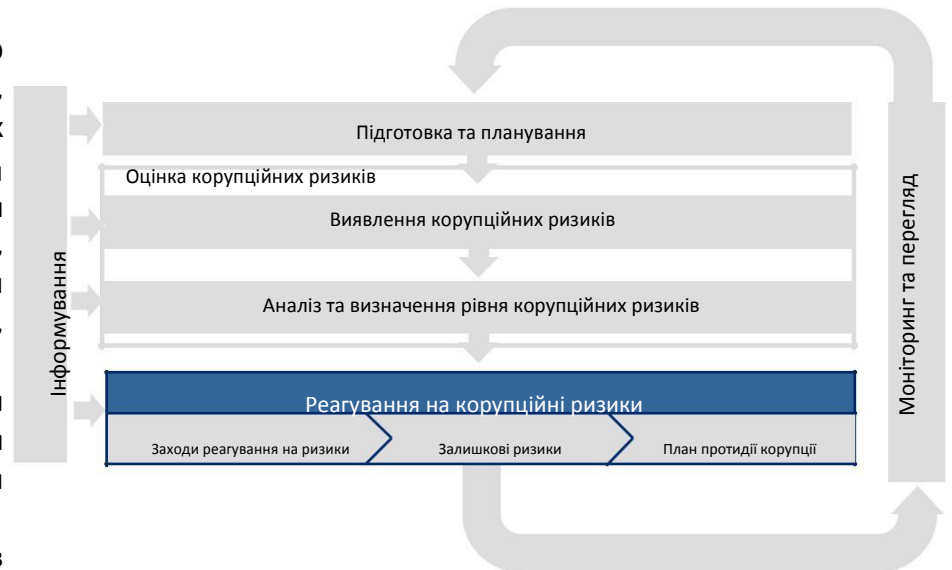 Підготовка та планування
Оцінка корупційних ризиків
Виявлення корупційних ризиків
Аналіз та визначення рівня корупційних ризиків
Інформування
Моніторинг та перегляд
Реагування на корупційні ризики
Заходи реагування на ризики
Залишкові ризики
План протидії корупції